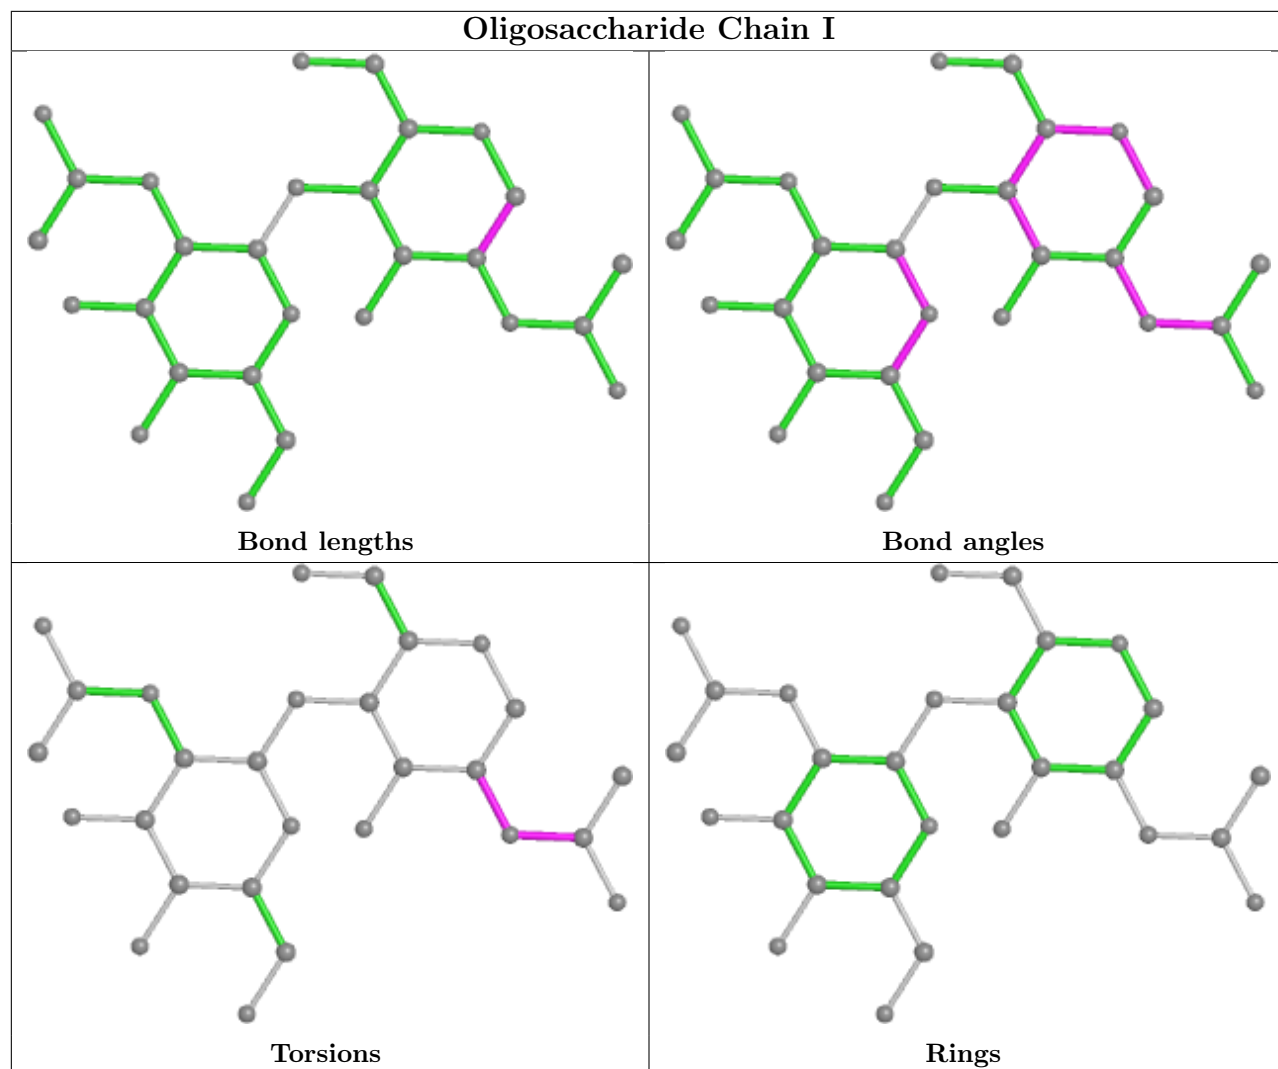 Oligosaccharide Chain I
Bond lengths
Bond angles
Torsions
Rings